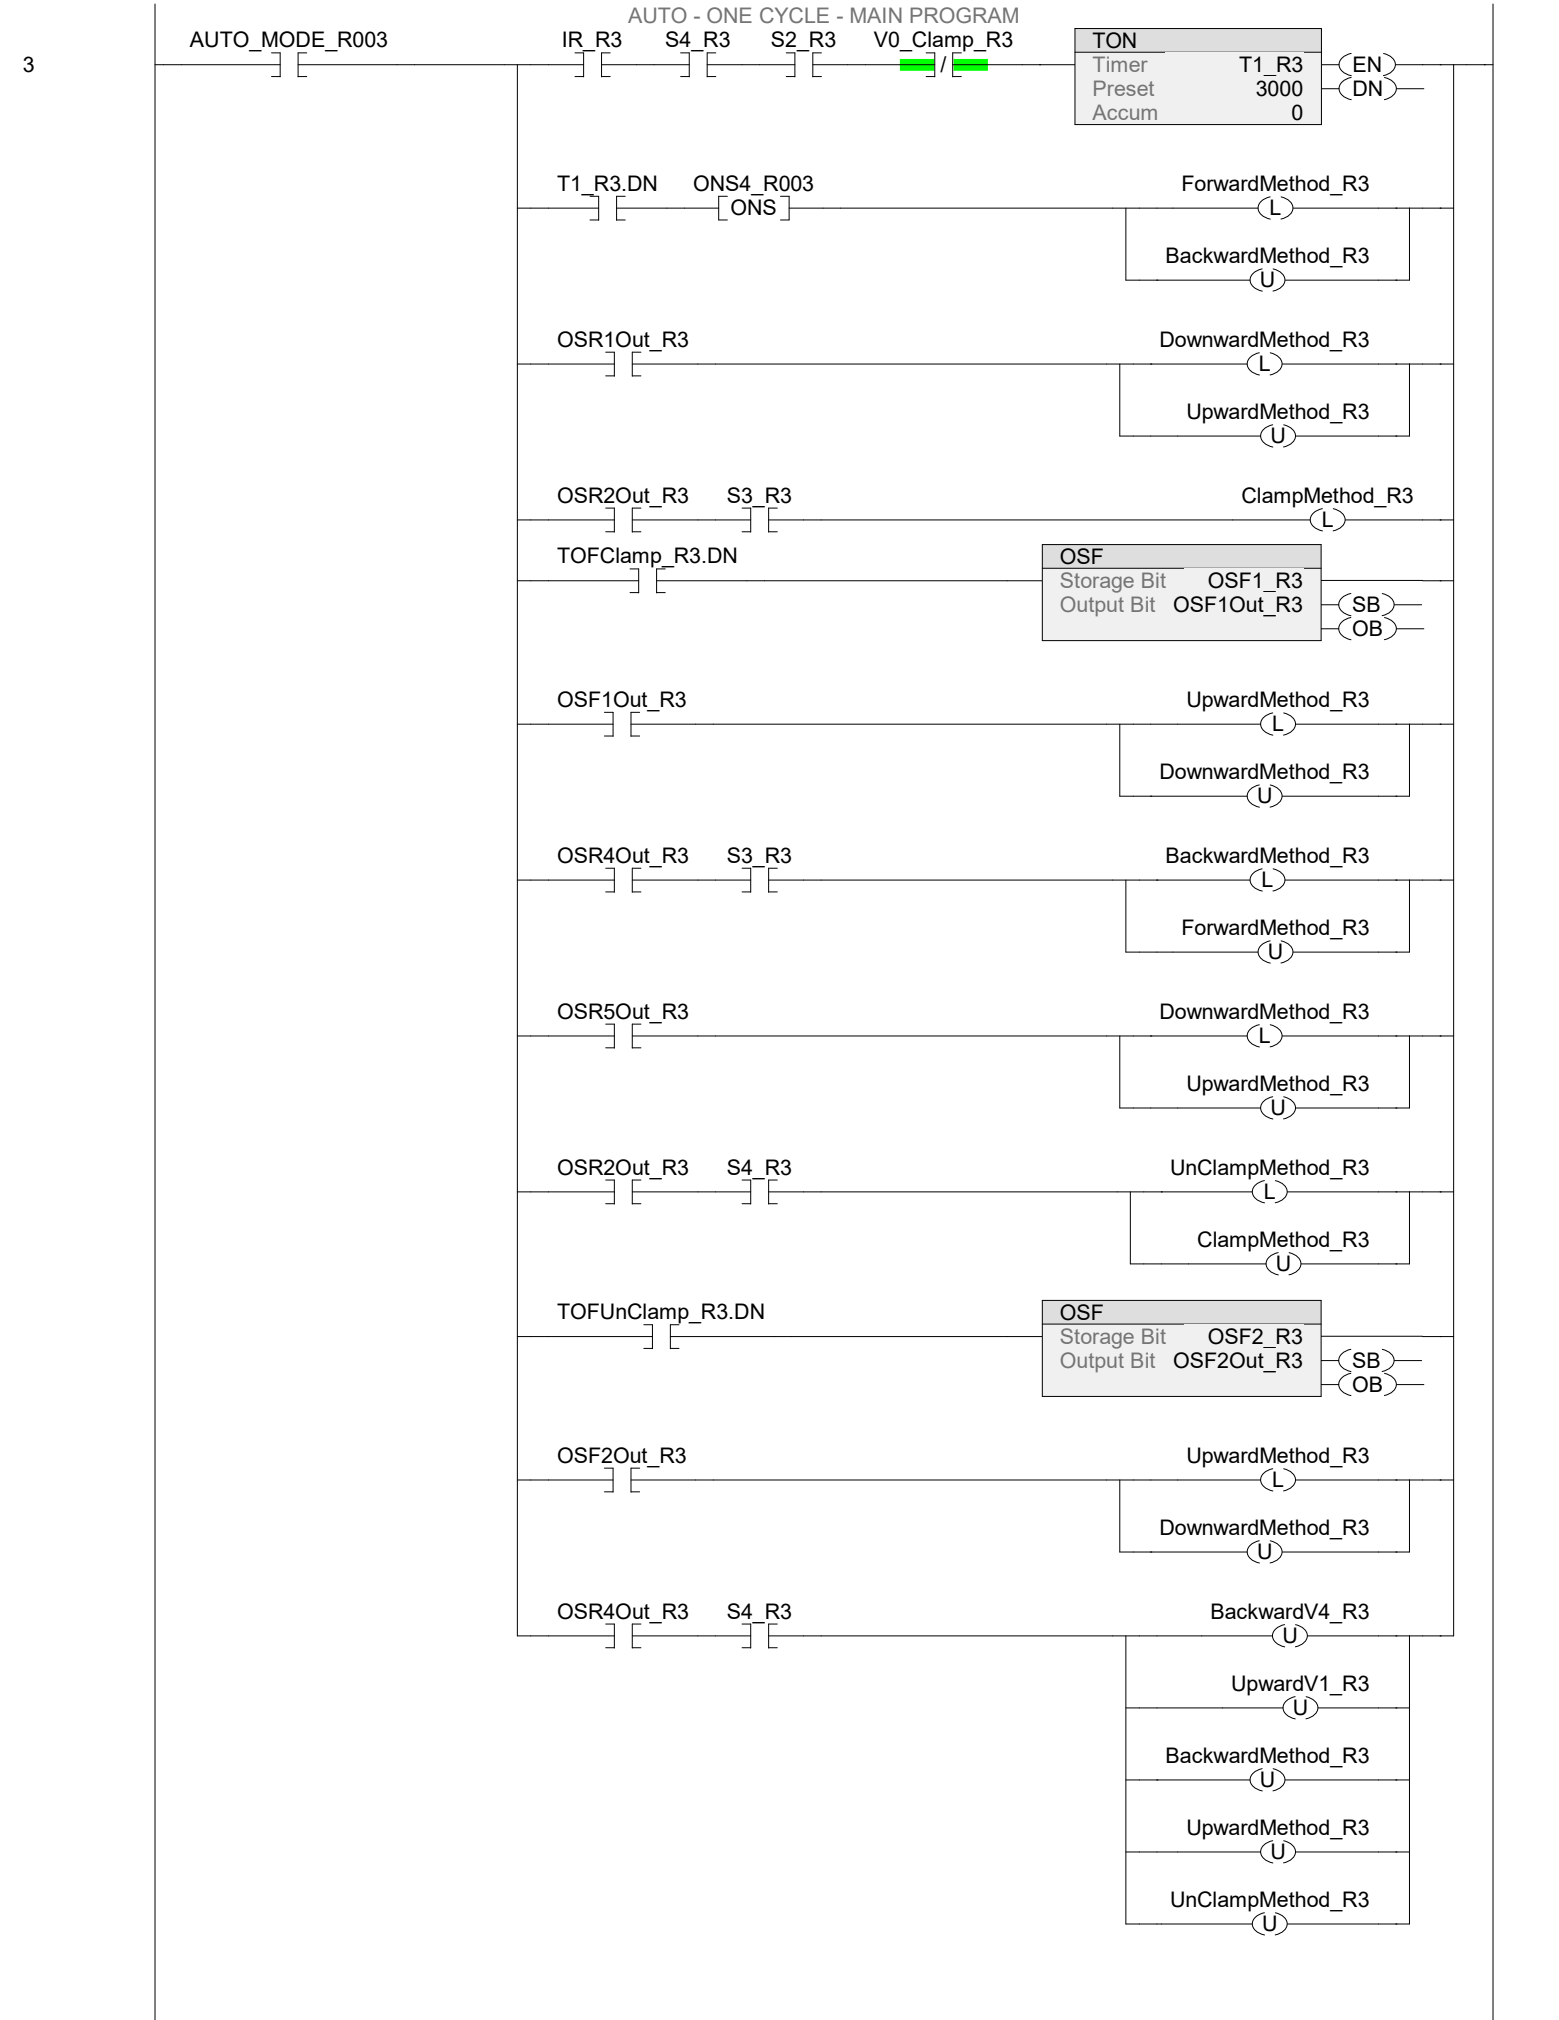 AUTO - ONE CYCLE - MAIN PROGRAM
AUTO_MODE_R003 IR_R3 S4_R3 S2_R3 V0_Clamp_R3 TON
3 / Timer T1_R3 EN
Preset 3000 DN
Accum 0
T1_R3.DN ONS4_R003 ForwardMethod_R3
ONS L
BackwardMethod_R3
U
OSR1Out_R3 DownwardMethod_R3
L
UpwardMethod_R3
U
OSR2Out_R3 S3_R3 ClampMethod_R3
L
TOFClamp_R3.DN OSF
Storage Bit OSF1_R3
Output Bit OSF1Out_R3 SB
OB
OSF1Out_R3 UpwardMethod_R3
L
DownwardMethod_R3
U
OSR4Out_R3 S3_R3 BackwardMethod_R3
L
ForwardMethod_R3
U
OSR5Out_R3 DownwardMethod_R3
L
UpwardMethod_R3
U
OSR2Out_R3 S4_R3 UnClampMethod_R3
L
ClampMethod_R3
U
TOFUnClamp_R3.DN OSF
Storage Bit OSF2_R3
Output Bit OSF2Out_R3 SB
OB
OSF2Out_R3 UpwardMethod_R3
L
DownwardMethod_R3
U
OSR4Out_R3 S4_R3 BackwardV4_R3
U
UpwardV1_R3
U
BackwardMethod_R3
U
UpwardMethod_R3
U
UnClampMethod_R3
U